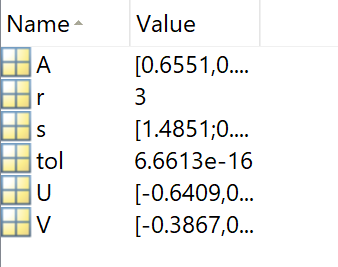 Name Value
A [0.6551,0....
r 3
s [1.4851;0....
tol 6.6613e-16
U [-0.6409,0...
V [-0.3867,0...